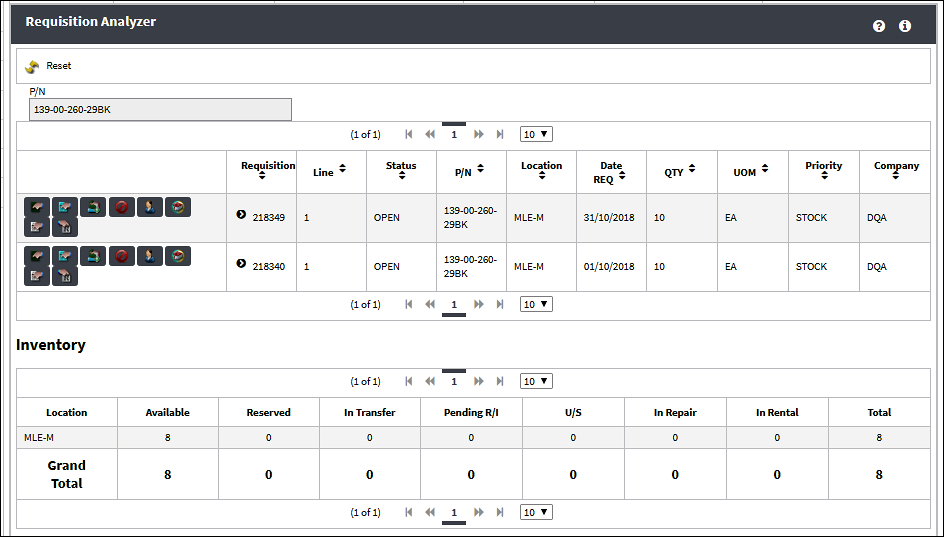 Requisition Analyzer
Reset
P/N
139-00-260-29BK
(1 of 1) 1 10
Requisition Line Status P/N Location Date REQ QTY UOM Priority Company
218349 1 OPEN 139-00-260-29BK MLE-M 31/10/2018 10 EA STOCK DQA
218340 1 OPEN 139-00-260-29BK MLE-M 01/10/2018 10 EA STOCK DQA
(1 of 1) 1 10
Inventory
(1 of 1) 1 10
Location Available Reserved In Transfer Pending R/I U/S In Repair In Rental Total
MLE-M 8 0 0 0 0 0 0 8
Grand Total 8 0 0 0 0 0 0 8
(1 of 1) 1 10